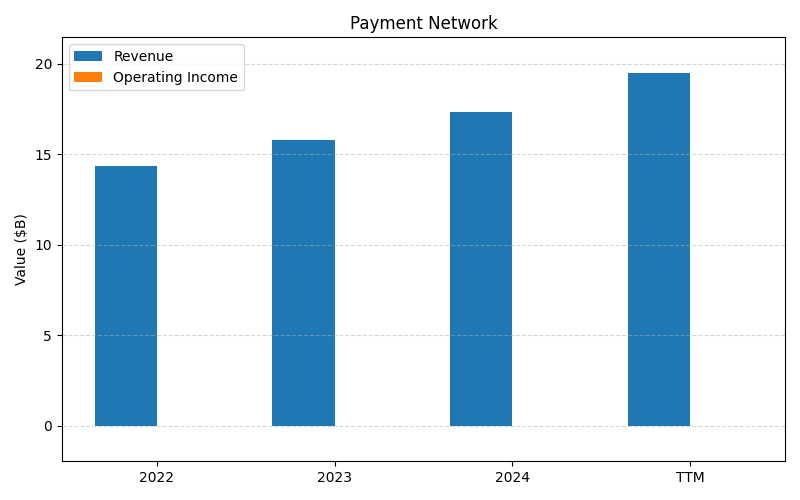 Payment Network
Revenue
Operating Income
Value ($B)
20
15
10
5
0
2022 2023 2024 TTM